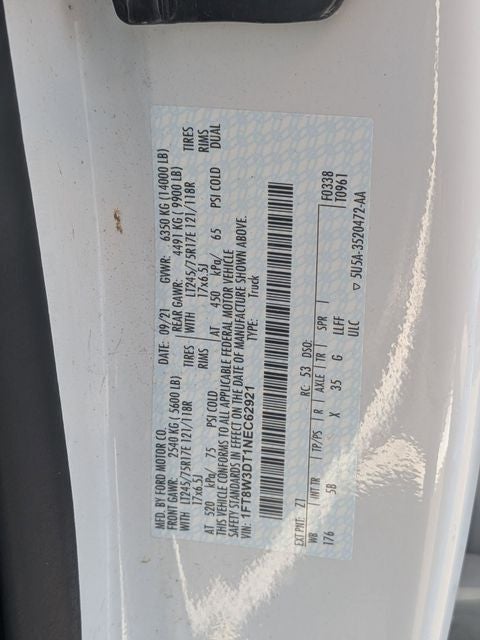 MFD. BY FORD MOTOR CO.
DATE: 09/21 GVWR: 6350 KG (14000 LB)
FRONT GAWR: 2540 KG (5600 LB) REAR GAWR: 4491 KG (9900 LB)
WITH LT245/75R17E 121/118R TIRES WITH LT245/75R17E 121/118R TIRES
17x6.5J RIMS 17x6.5J RIMS
AT 520 kPa/ 75 PSI COLD AT 450 kPa/ 65 PSI COLD DUAL
THIS VEHICLE CONFORMS TO ALL APPLICABLE FEDERAL MOTOR VEHICLE
SAFETY STANDARDS IN EFFECT ON THE DATE OF MANUFACTURE SHOWN ABOVE.
VIN: 1FT8W3DT1NEC62921 TYPE: Truck
F0338
T0961
EXT PNT: Z1 RC: 53 DSO:
WB INT TR TP/PS R AXLE TR SPR
176 5B X 35 G LFF
ULC
5U5A-3520472-AA